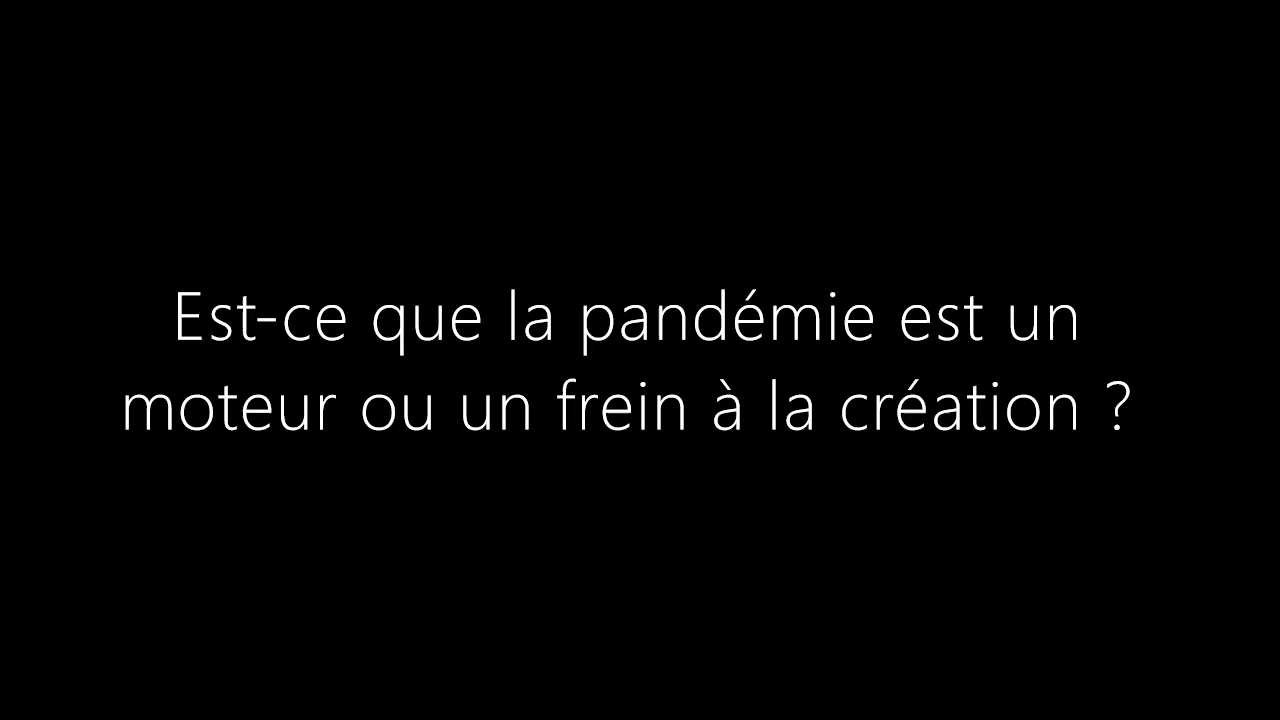 Est-ce que la pandémie est un
moteur ou un frein à la création ?